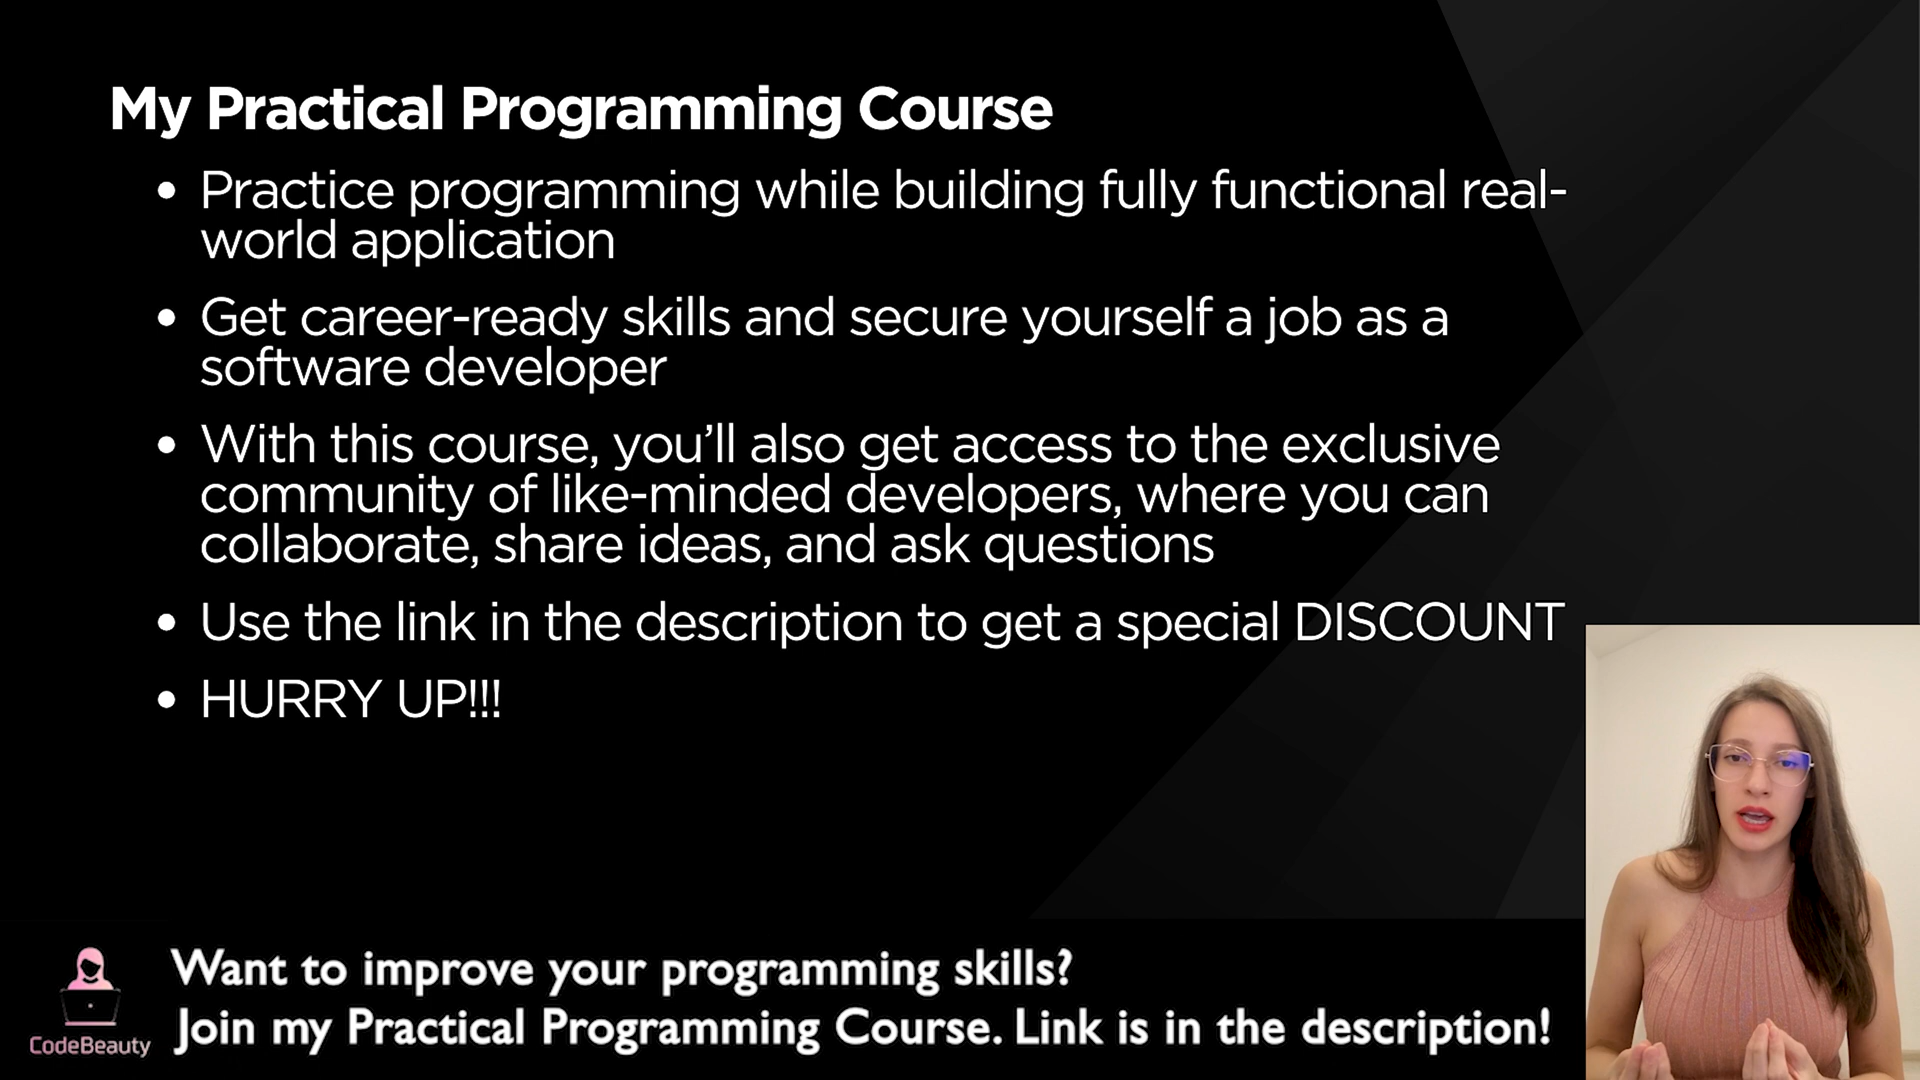 My Practical Programming Course
• Practice programming while building fully functional real-
world application
• Get career-ready skills and secure yourself a job as a
software developer
• With this course, you’ll also get access to the exclusive
community of like-minded developers, where you can
collaborate, share ideas, and ask questions
• Use the link in the description to get a special DISCOUNT
• HURRY UP!!!
Want to improve your programming skills?
Join my Practical Programming Course. Link is in the description!
CodeBeauty